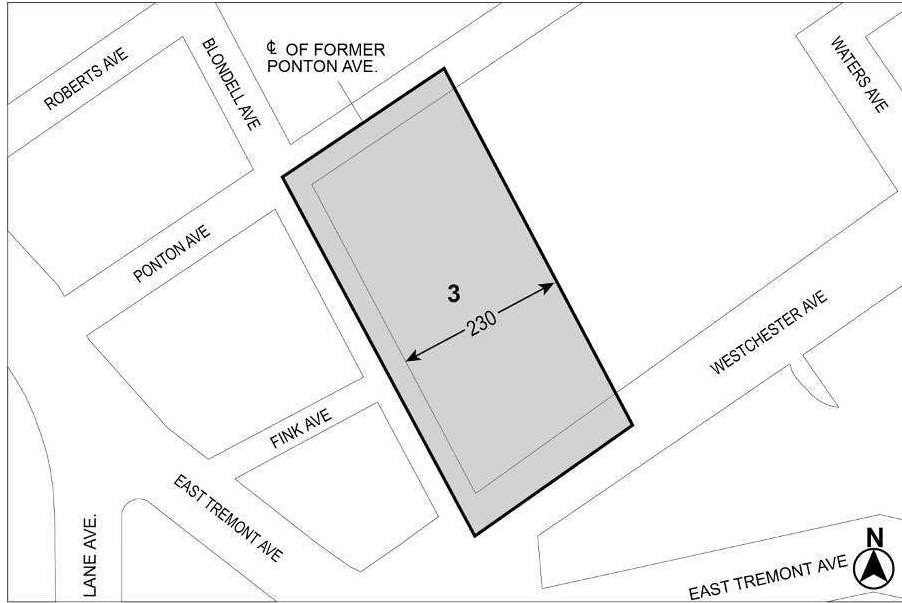 ROBERTS AVE
BLONDELL AVE
℄ OF FORMER
PONTON AVE.
WATERS AVE
PONTON AVE
3
230
WESTCHESTER AVE
FINK AVE
EAST TREMONT AVE
LANE AVE.
EAST TREMONT AVE
N